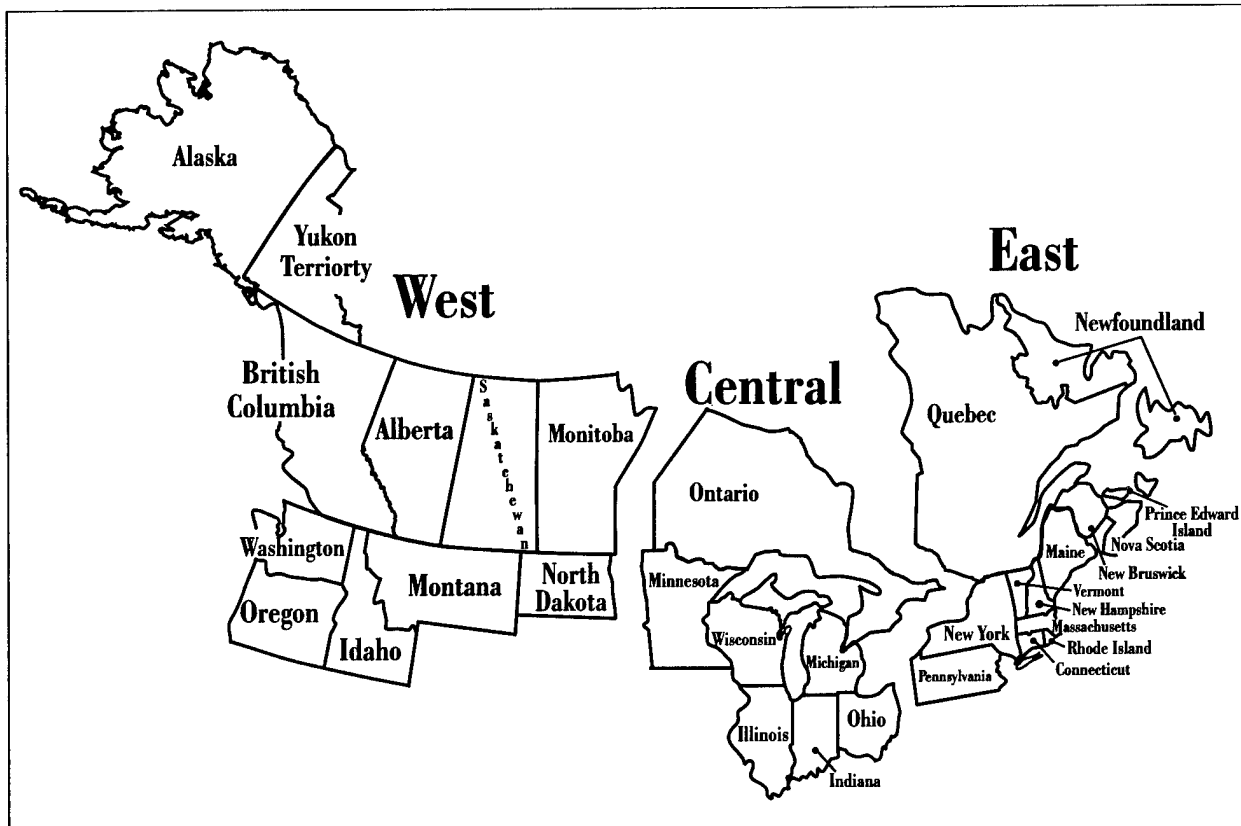 Alaska
Yukon
Terriorty
West
British
Columbia
Alberta
Saskatchewan
Monitoba
Washington
Oregon
Idaho
Montana
North
Dakota
Central
Ontario
Minnesota
Wisconsin
Michigan
Illinois
Indiana
Ohio
East
Newfoundland
Quebec
Prince Edward
Island
Nova Scotia
Maine
New Bruswick
Vermont
New Hampshire
Massachusetts
New York
Rhode Island
Connecticut
Pennsylvania